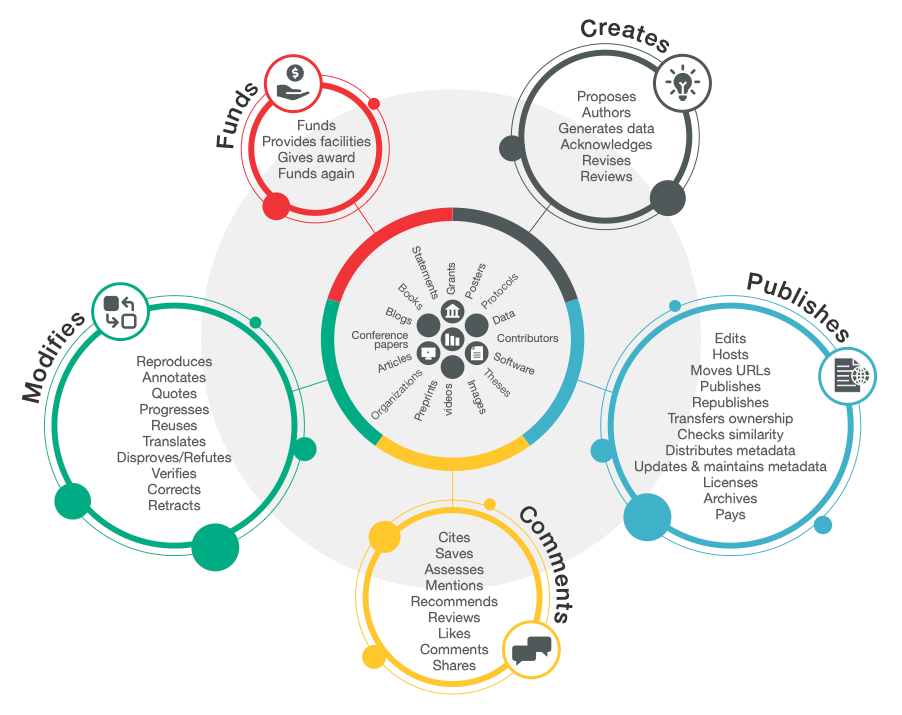 Funds
Funds
Provides facilities
Gives award
Funds again
Creates
Proposes
Authors
Generates data
Acknowledges
Revises
Reviews
Publishes
Edits
Hosts
Moves URLs
Publishes
Republishes
Transfers ownership
Checks similarity
Distributes metadata
Updates & maintains metadata
Licenses
Archives
Pays
Comments
Cites
Saves
Assesses
Mentions
Recommends
Reviews
Likes
Comments
Shares
Modifies
Reproduces
Annotates
Quotes
Progresses
Reuses
Translates
Disproves/Refutes
Verifies
Corrects
Retracts
Grants
Posters
Protocols
Data
Contributors
Software
Theses
Images
videos
Preprints
Organizations
Articles
Conference
papers
Blogs
Books
Statements
$